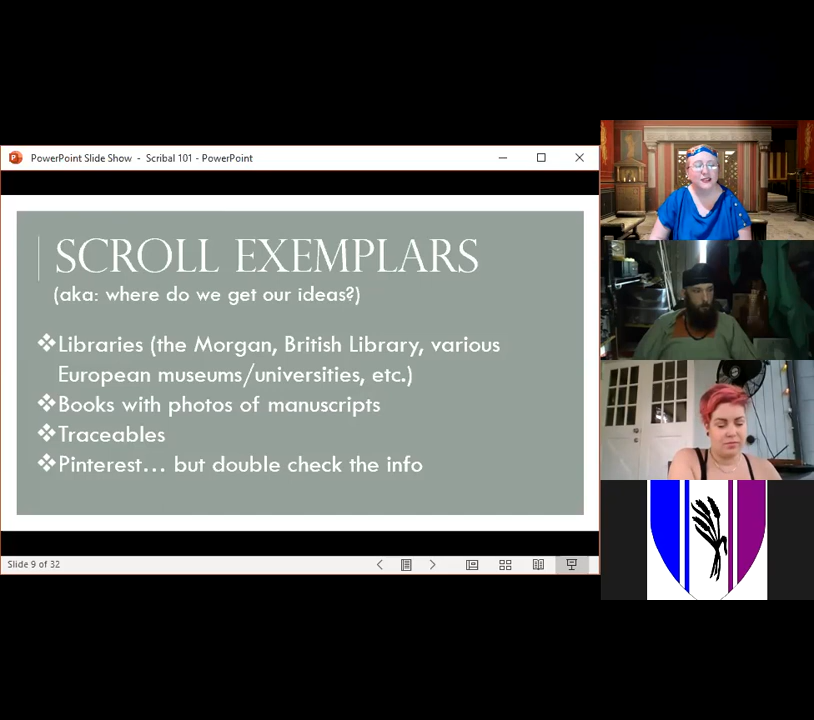 PowerPoint Slide Show - Scribal 101 - PowerPoint
SCROLL EXEMPLARS
(aka: where do we get our ideas?)
❖Libraries (the Morgan, British Library, various
European museums/universities, etc.)
❖Books with photos of manuscripts
❖Traceables
❖Pinterest... but double check the info
Slide 9 of 32